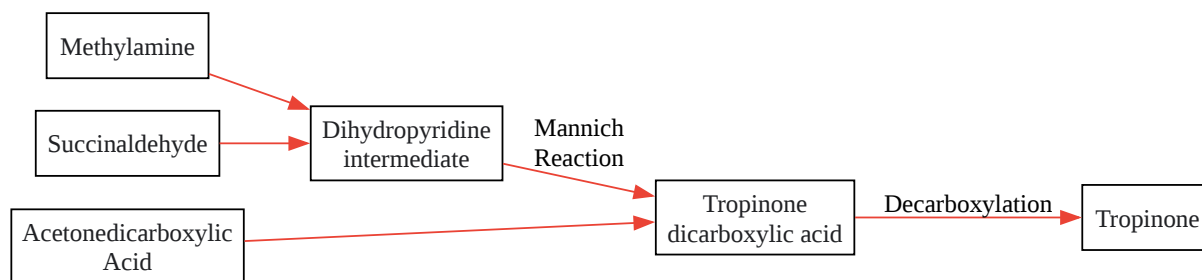 Methylamine
Succinaldehyde
Dihydropyridine
intermediate
Mannich
Reaction
Acetonedicarboxylic
Acid
Tropinone
dicarboxylic acid
Decarboxylation
Tropinone